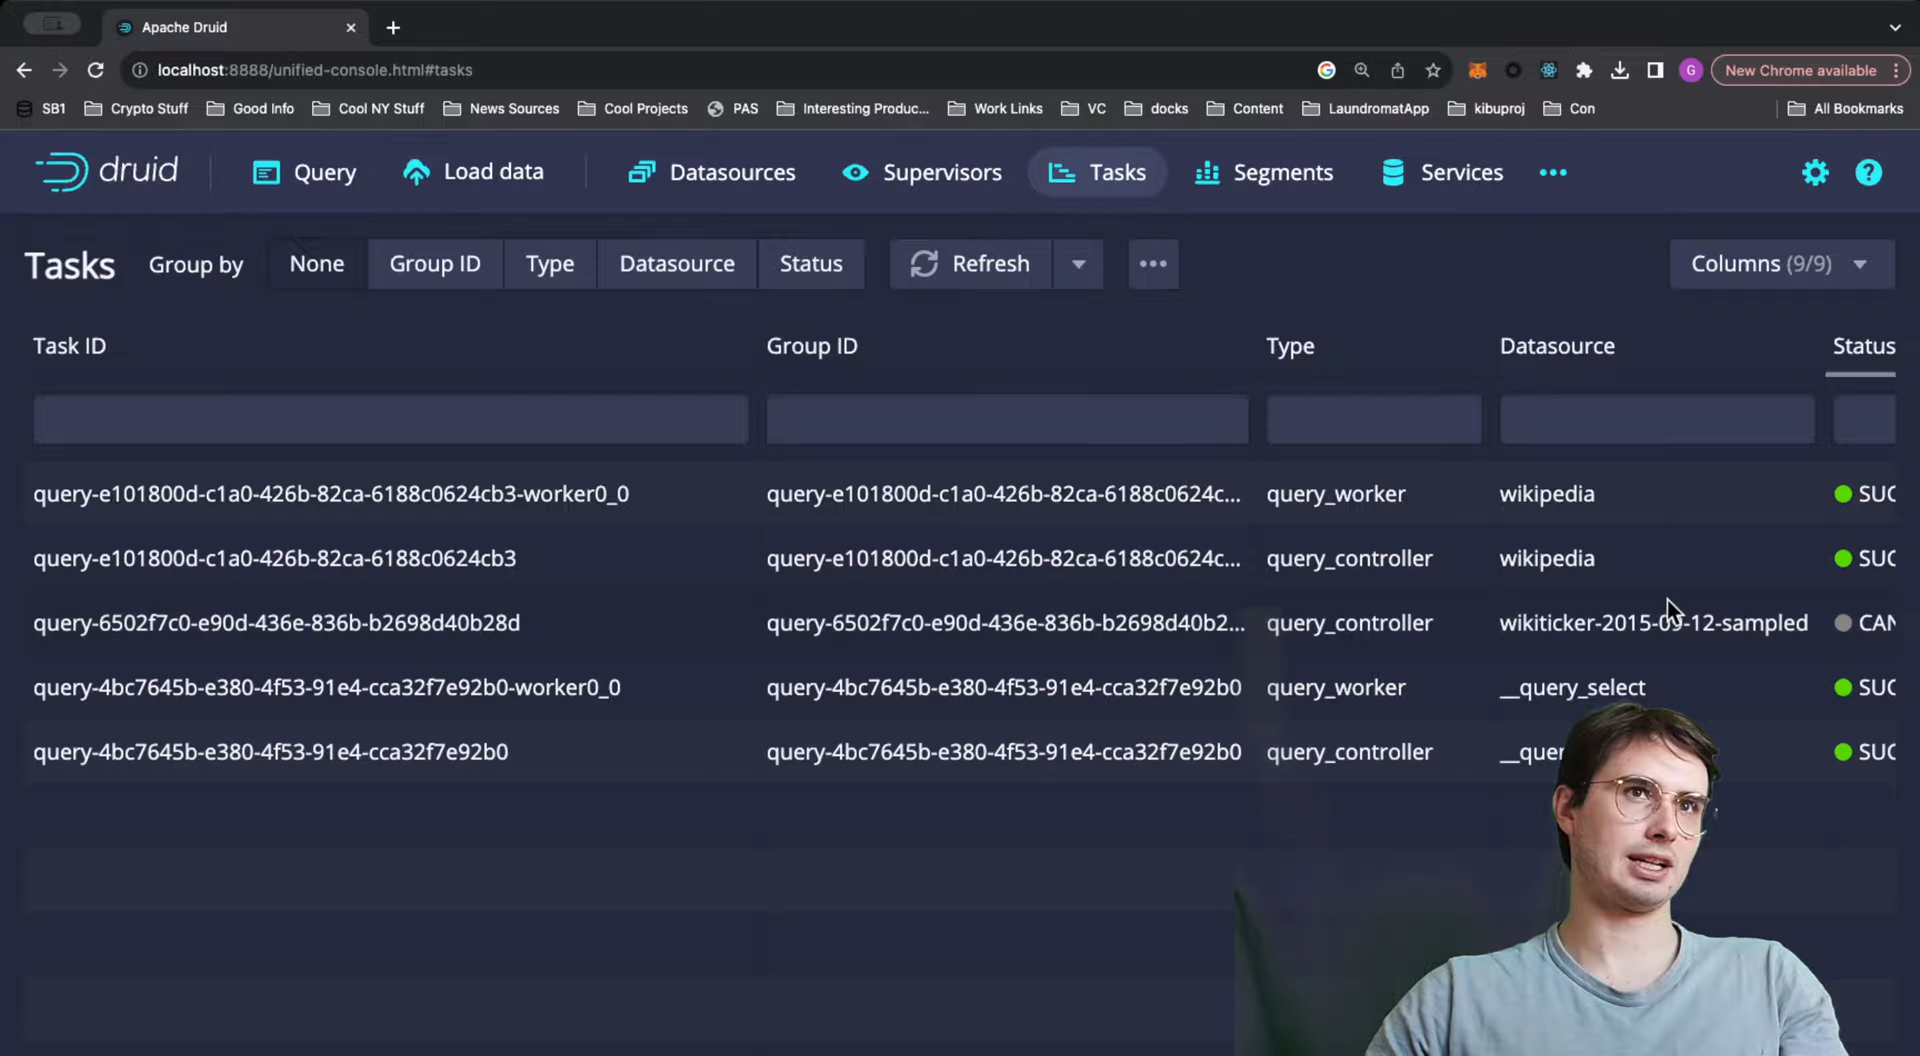 Apache Druid
localhost:8888/unified-console.html#tasks
G
New Chrome available
SB1 Crypto Stuff Good Info Cool NY Stuff News Sources Cool Projects PAS Interesting Produc... Work Links VC docks Content LaundromatApp kibuproj Con All Bookmarks
druid Query Load data Datasources Supervisors Tasks Segments Services
Tasks Group by None Group ID Type Datasource Status Refresh Columns (9/9)
Task ID Group ID Type Datasource Status
query-e101800d-c1a0-426b-82ca-6188c0624cb3-worker0_0 query-e101800d-c1a0-426b-82ca-6188c0624c... query_worker wikipedia SUC
query-e101800d-c1a0-426b-82ca-6188c0624cb3 query-e101800d-c1a0-426b-82ca-6188c0624c... query_controller wikipedia SUC
query-6502f7c0-e90d-436e-836b-b2698d40b28d query-6502f7c0-e90d-436e-836b-b2698d40b2... query_controller wikiticker-2015-09-12-sampled CAN
query-4bc7645b-e380-4f53-91e4-cca32f7e92b0-worker0_0 query-4bc7645b-e380-4f53-91e4-cca32f7e92b0 query_worker __query_select SUC
query-4bc7645b-e380-4f53-91e4-cca32f7e92b0 query-4bc7645b-e380-4f53-91e4-cca32f7e92b0 query_controller __quer SUC